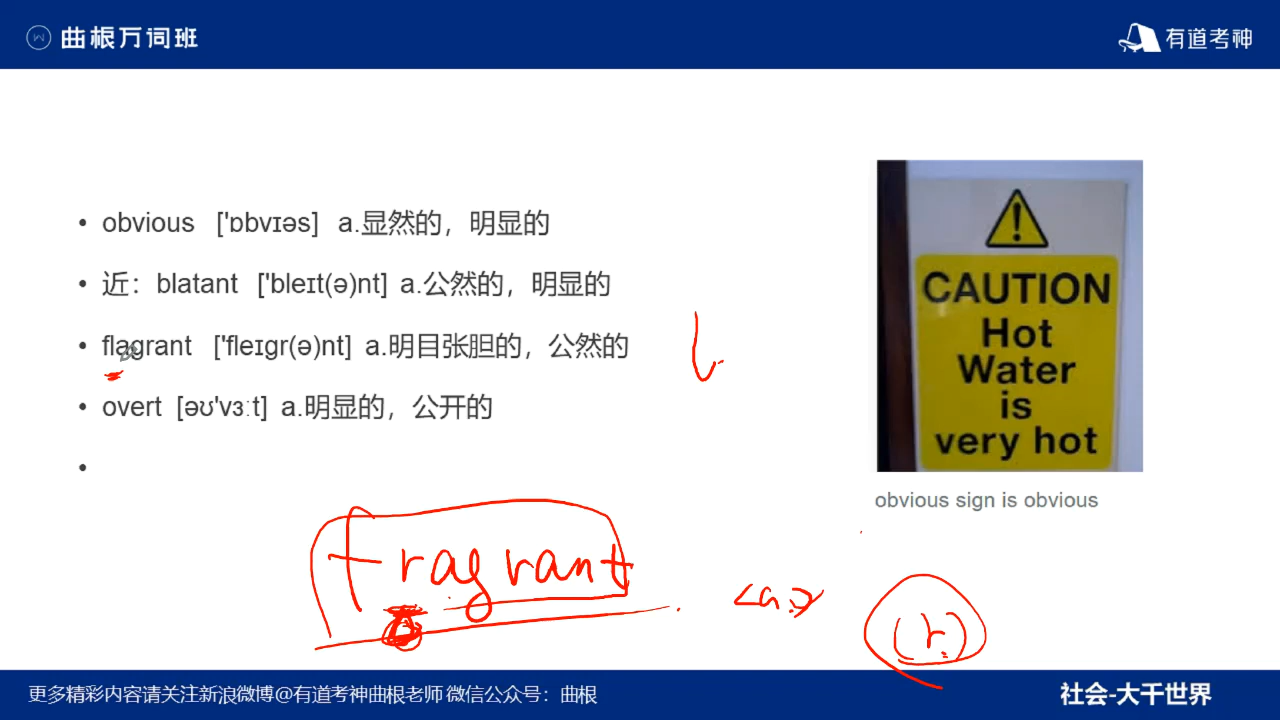 曲根万词班
有道考神
obvious ['ɒbvɪəs] a.显然的，明显的
近：blatant ['bleɪt(ə)nt] a.公然的，明显的
flagrant ['fleɪgr(ə)nt] a.明目张胆的，公然的
overt [əʊ'vɜːt] a.明显的，公开的
CAUTION
Hot
Water
is
very hot
obvious sign is obvious
fragrant
<a.>
(r)
更多精彩内容请关注新浪微博@有道考神曲根老师 微信公众号：曲根
社会-大千世界